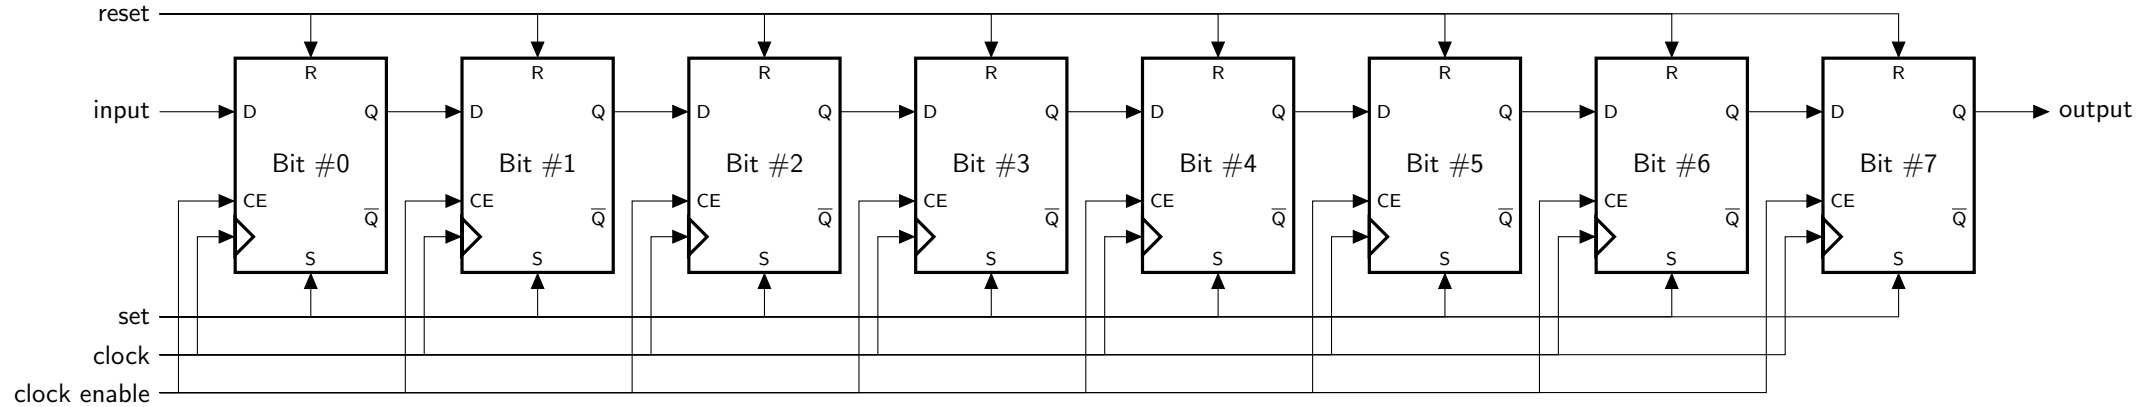 reset
R R R R R R R R
input D Q D Q D Q D Q D Q D Q D Q D Q output
Bit #0 Bit #1 Bit #2 Bit #3 Bit #4 Bit #5 Bit #6 Bit #7
CE CE CE CE CE CE CE CE
Q̅ Q̅ Q̅ Q̅ Q̅ Q̅ Q̅ Q̅
S S S S S S S S
set
clock
clock enable